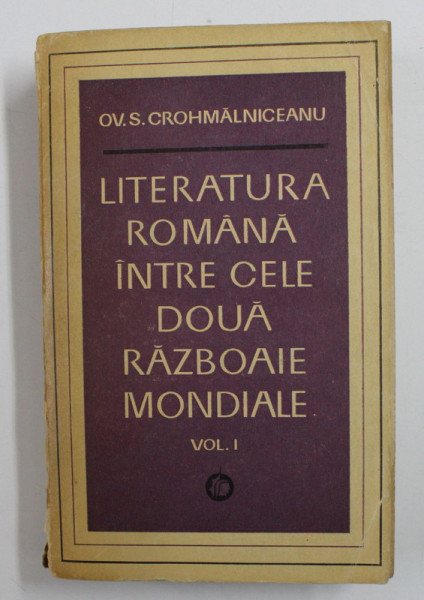 OV. S. CROHMĂLNICEANU
LITERATURA
ROMÂNĂ
ÎNTRE CELE
DOUĂ
RĂZBOAIE
MONDIALE
VOL. I